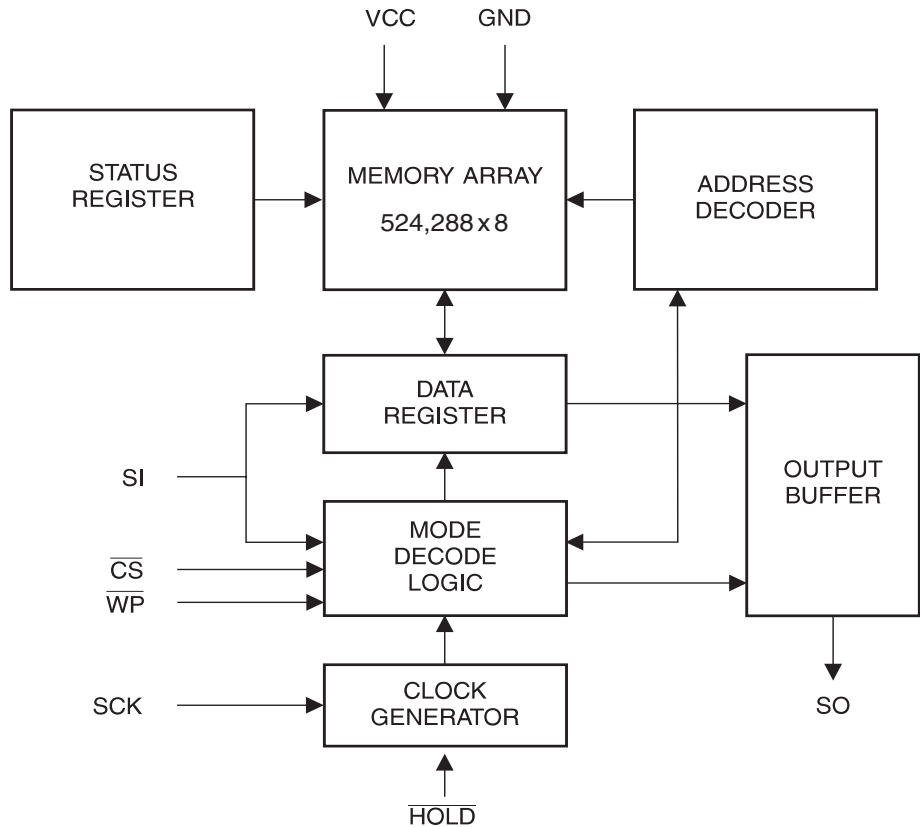 VCC
GND
STATUS
REGISTER
MEMORY ARRAY
524,288 x 8
ADDRESS
DECODER
DATA
REGISTER
SI
MODE
DECODE
LOGIC
OUTPUT
BUFFER
CS
WP
SCK
CLOCK
GENERATOR
SO
HOLD